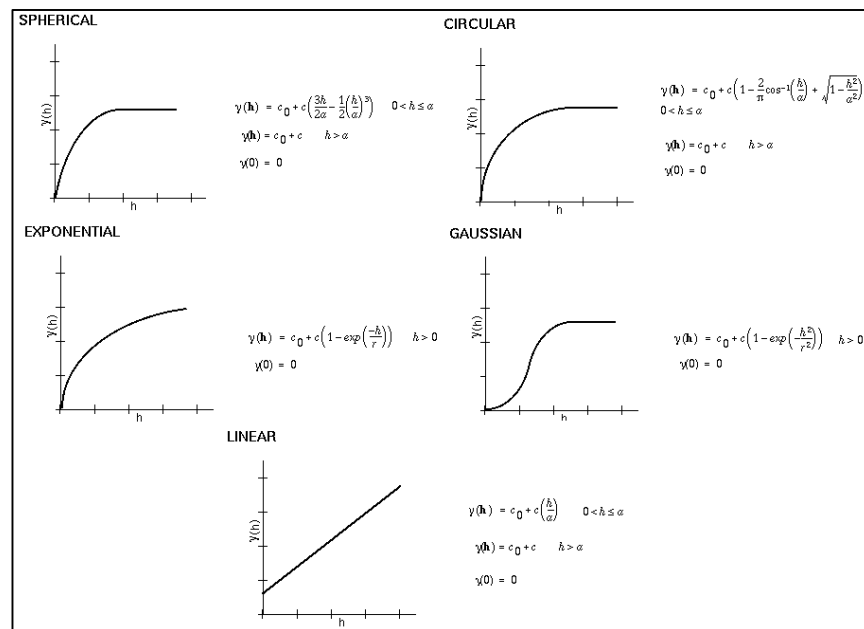 SPHERICAL
γ(h)
h
γ(h) = c₀ + c(3h/2a − 1/2(h/a)³) 0 < h ≤ a
γ(h) = c₀ + c h > a
γ(0) = 0
CIRCULAR
γ(h)
h
γ(h) = c₀ + c(1 − 2/π cos⁻¹(h/a) + √(1 − h²/a²))
0 < h ≤ a
γ(h) = c₀ + c h > a
γ(0) = 0
EXPONENTIAL
γ(h)
h
γ(h) = c₀ + c(1 − exp(−h/r)) h > 0
γ(0) = 0
GAUSSIAN
γ(h)
h
γ(h) = c₀ + c(1 − exp(−h²/r²)) h > 0
γ(0) = 0
LINEAR
γ(h)
h
γ(h) = c₀ + c(h/a) 0 < h ≤ a
γ(h) = c₀ + c h > a
γ(0) = 0